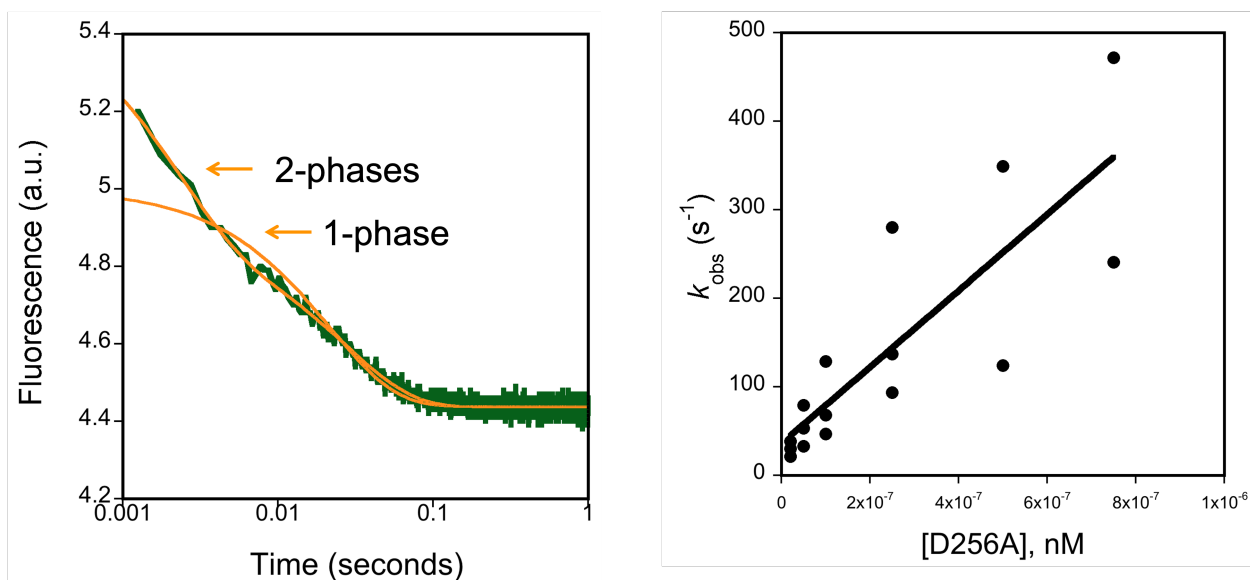 5.4
5.2
5
4.8
4.6
4.4
4.2
0.001
0.01
0.1
1
Fluorescence (a.u.)
Time (seconds)
2-phases
1-phase
500
400
300
200
100
0
0
2x10⁻⁷
4x10⁻⁷
6x10⁻⁷
8x10⁻⁷
1x10⁻⁶
kobs (s⁻¹)
[D256A], nM